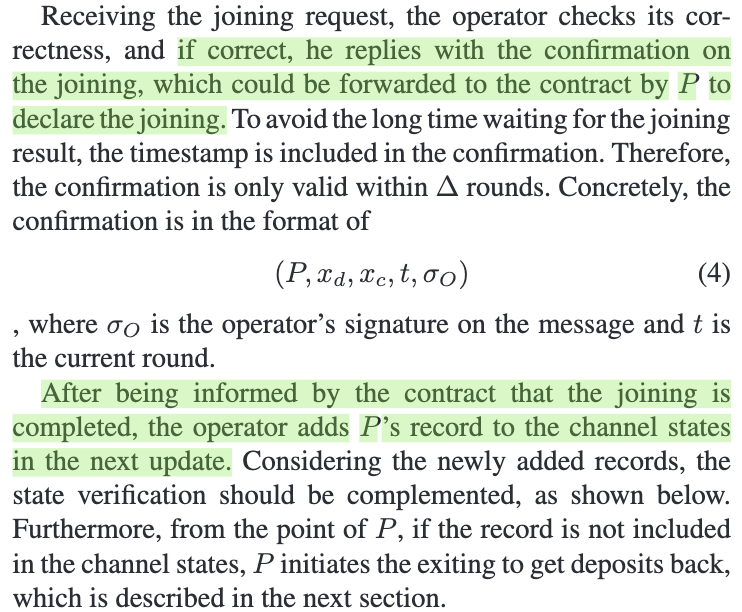 Receiving the joining request, the operator checks its cor-
rectness, and if correct, he replies with the confirmation on
the joining, which could be forwarded to the contract by P to
declare the joining. To avoid the long time waiting for the joining
result, the timestamp is included in the confirmation. Therefore,
the confirmation is only valid within Δ rounds. Concretely, the
confirmation is in the format of
(P, x_d, x_c, t, σ_O) (4)
, where σ_O is the operator's signature on the message and t is
the current round.
After being informed by the contract that the joining is
completed, the operator adds P's record to the channel states
in the next update. Considering the newly added records, the
state verification should be complemented, as shown below.
Furthermore, from the point of P, if the record is not included
in the channel states, P initiates the exiting to get deposits back,
which is described in the next section.